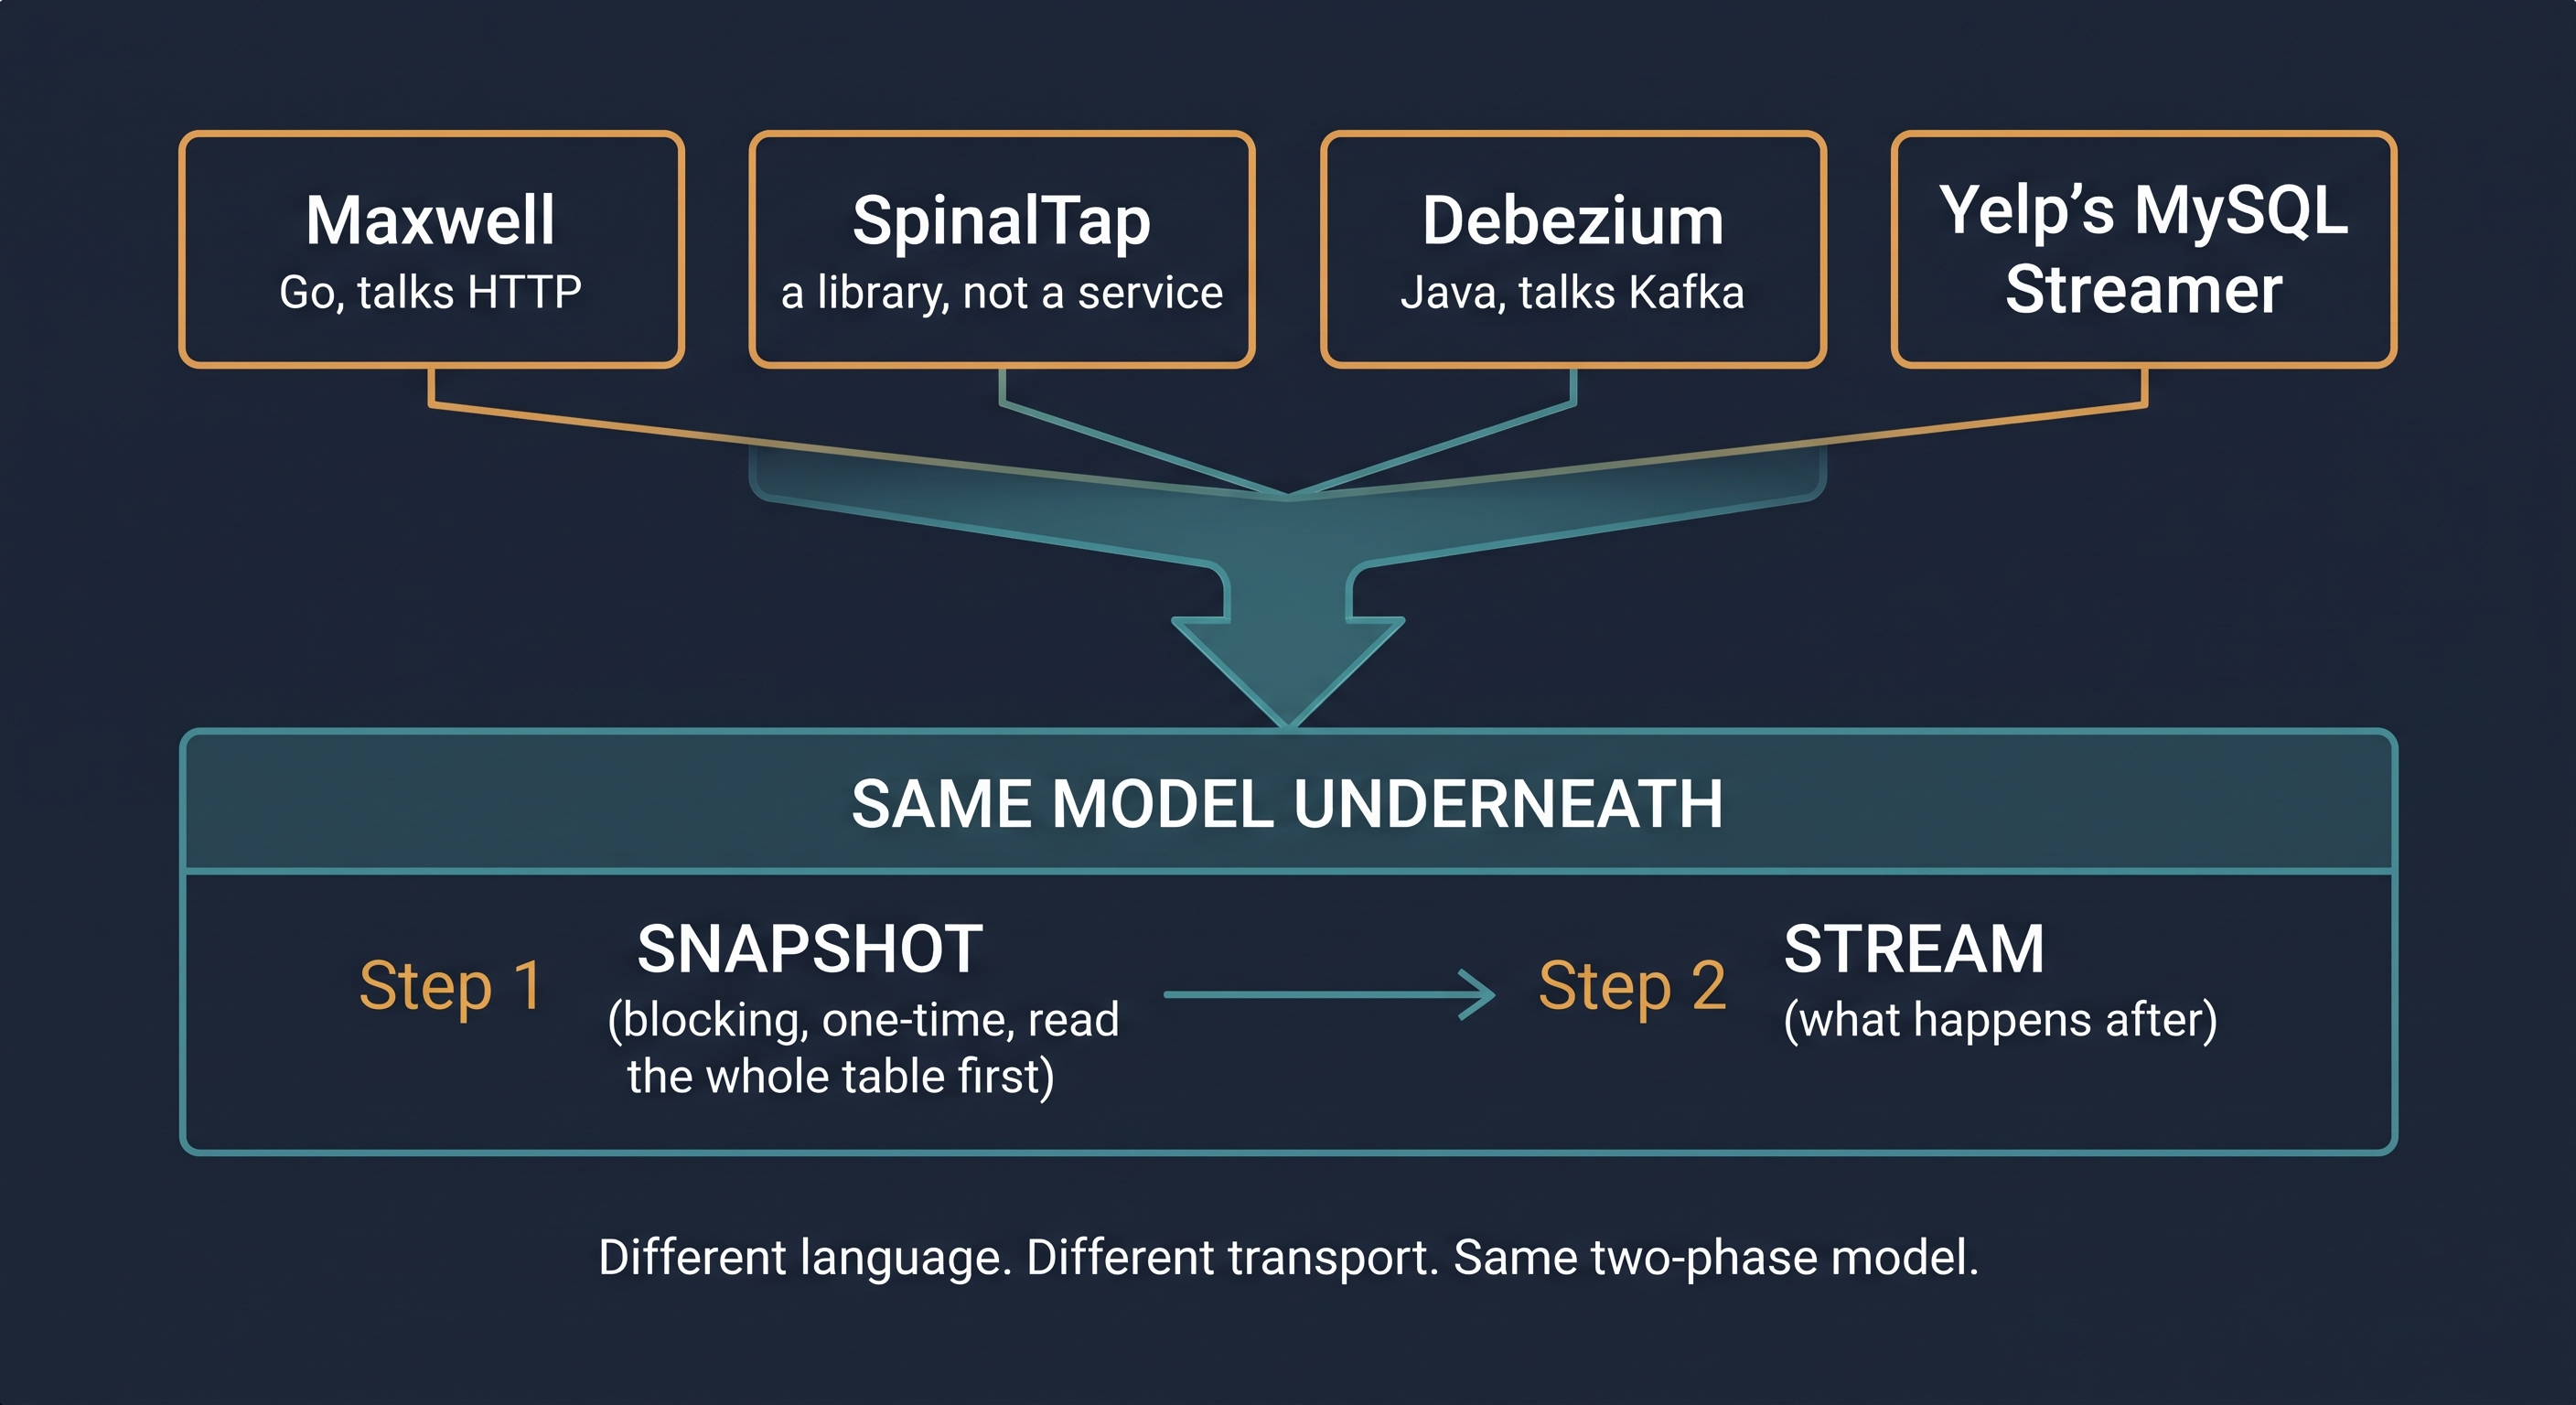 Maxwell
Go, talks HTTP
SpinalTap
a library, not a service
Debezium
Java, talks Kafka
Yelp’s MySQL
Streamer
SAME MODEL UNDERNEATH
Step 1
SNAPSHOT
(blocking, one-time, read
the whole table first)
Step 2
STREAM
(what happens after)
Different language. Different transport. Same two-phase model.